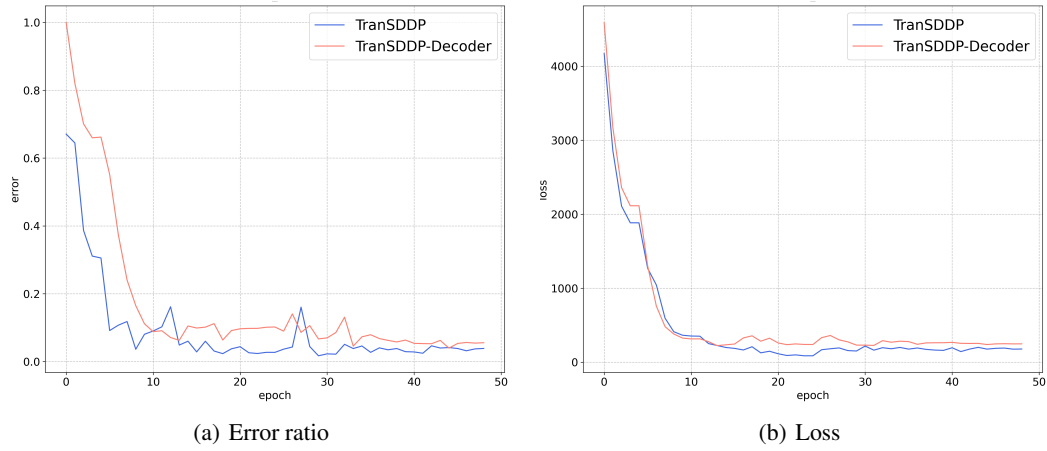 1.0
0.8
0.6
0.4
0.2
0.0
error
0 10 20 30 40 50
epoch
TranSDDP
TranSDDP-Decoder
(a) Error ratio
4000
3000
2000
1000
0
loss
0 10 20 30 40 50
epoch
TranSDDP
TranSDDP-Decoder
(b) Loss